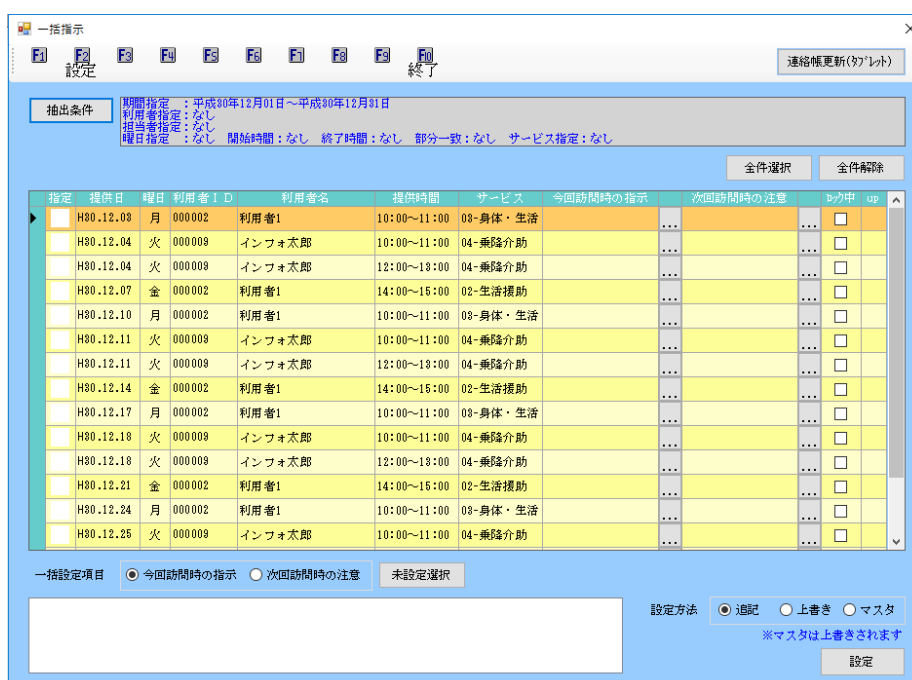 一括指示
F1 F2 F3 F4 F5 F6 F7 F8 F9 F10
設定 終了
連絡帳更新(ﾀﾌﾞﾚｯﾄ)
抽出条件
期間指定 :平成30年12月01日～平成30年12月31日
利用者指定:なし
担当者指定:なし
曜日指定 :なし 開始時間:なし 終了時間:なし 部分一致:なし サービス指定:なし
全件選択 全件解除
指定 提供日 曜日 利用者ID 利用者名 提供時間 サービス 今回訪問時の指示 次回訪問時の注意 ﾛｯｸ中 up
H30.12.03 月 000002 利用者1 10:00～11:00 03-身体・生活 ... ...
H30.12.04 火 000009 インフォ太郎 10:00～11:00 04-乗降介助 ... ...
H30.12.04 火 000009 インフォ太郎 12:00～13:00 04-乗降介助 ... ...
H30.12.07 金 000002 利用者1 14:00～15:00 02-生活援助 ... ...
H30.12.10 月 000002 利用者1 10:00～11:00 03-身体・生活 ... ...
H30.12.11 火 000009 インフォ太郎 10:00～11:00 04-乗降介助 ... ...
H30.12.11 火 000009 インフォ太郎 12:00～13:00 04-乗降介助 ... ...
H30.12.14 金 000002 利用者1 14:00～15:00 02-生活援助 ... ...
H30.12.17 月 000002 利用者1 10:00～11:00 03-身体・生活 ... ...
H30.12.18 火 000009 インフォ太郎 10:00～11:00 04-乗降介助 ... ...
H30.12.18 火 000009 インフォ太郎 12:00～13:00 04-乗降介助 ... ...
H30.12.21 金 000002 利用者1 14:00～15:00 02-生活援助 ... ...
H30.12.24 月 000002 利用者1 10:00～11:00 03-身体・生活 ... ...
H30.12.25 火 000009 インフォ太郎 10:00～11:00 04-乗降介助 ... ...
一括設定項目 今回訪問時の指示 次回訪問時の注意 未設定選択
設定方法 追記 上書き マスタ
※マスタは上書きされます
設定